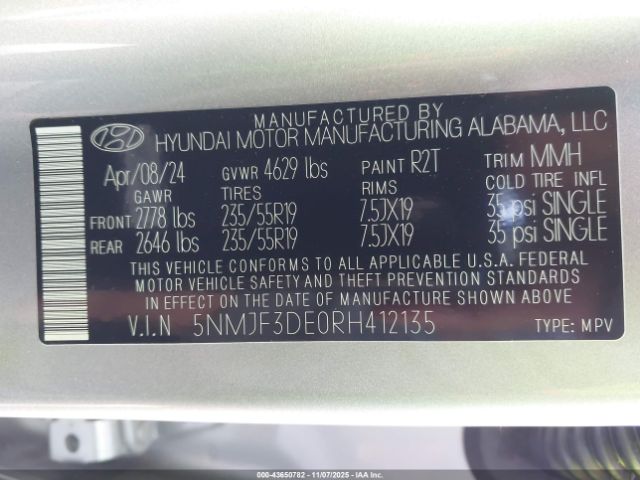 MANUFACTURED BY
HYUNDAI MOTOR MANUFACTURING ALABAMA, LLC
Apr/08/24 GVWR 4629 lbs PAINT R2T TRIM MMH
GAWR TIRES RIMS COLD TIRE INFL
FRONT 2778 lbs 235/55R19 7.5JX19 35 psi SINGLE
REAR 2646 lbs 235/55R19 7.5JX19 35 psi SINGLE
THIS VEHICLE CONFORMS TO ALL APPLICABLE U.S.A. FEDERAL
MOTOR VEHICLE SAFETY AND THEFT PREVENTION STANDARDS
IN EFFECT ON THE DATE OF MANUFACTURE SHOWN ABOVE
V.I.N 5NMJF3DE0RH412135 TYPE: MPV
000-43650782 - 11/07/2025 - IAA Inc.